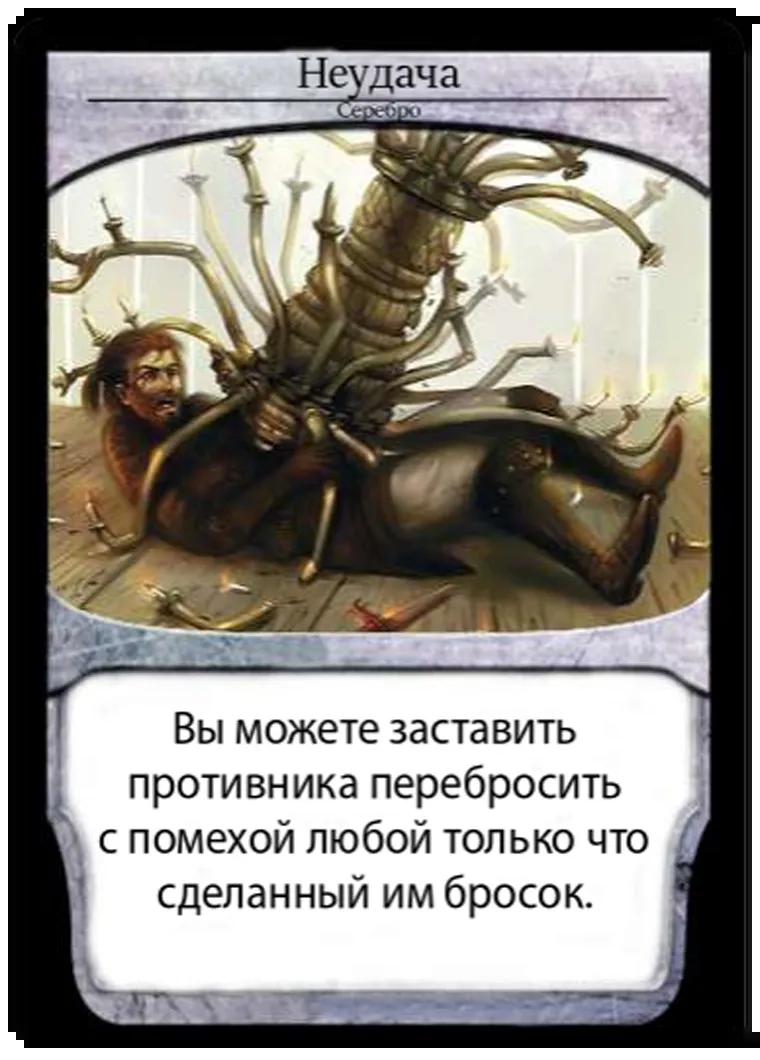 Неудача
Серебро
Вы можете заставить
противника перебросить
с помехой любой только что
сделанный им бросок.